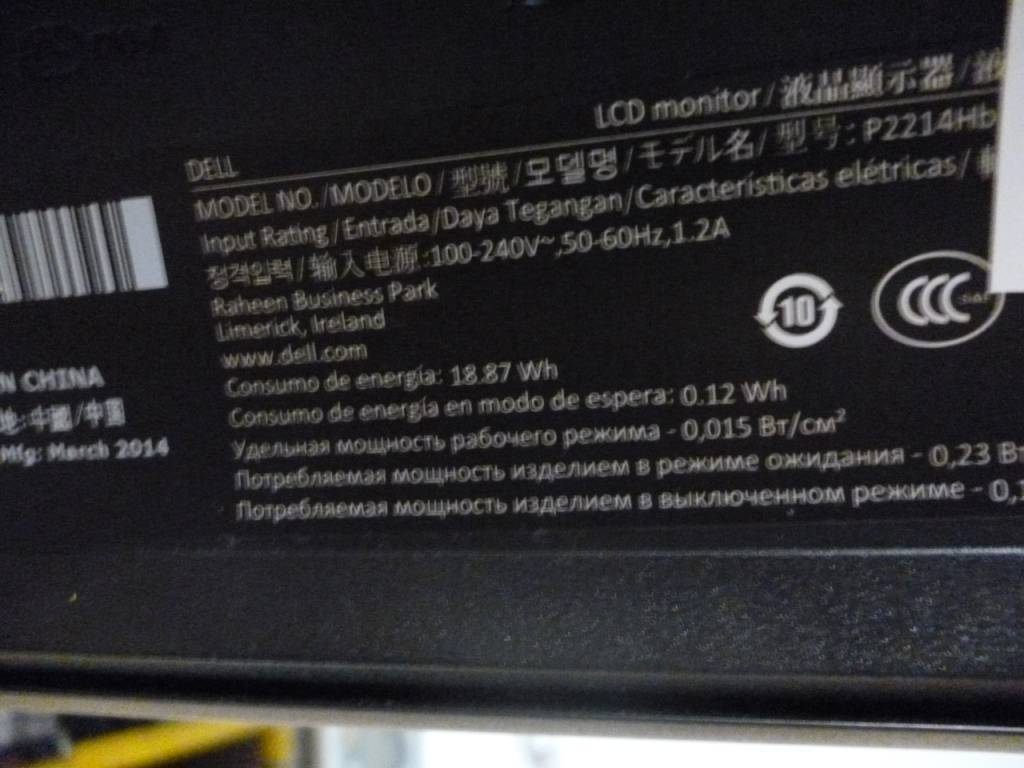 LCD monitor / 液晶顯示器 /
DELL
MODEL NO. /MODELO / 型號 / 모델명 / モデル名 / 型号: P2214Hb
Input Rating / Entrada / Daya Tegangan / Características elétricas /
정격입력 / 输入电源 :100-240V~,50-60Hz,1.2A
Raheen Business Park
Limerick, Ireland
www.dell.com
Consumo de energía: 18.87 Wh
Consumo de energía en modo de espera: 0.12 Wh
Удельная мощность рабочего режима - 0,015 Вт/см²
Потребляемая мощность изделием в режиме ожидания - 0,23 Вт
Потребляемая мощность изделием в выключенном режиме - 0,
10
CCC
N CHINA
地: 中國/中国
Mfg: March 2014